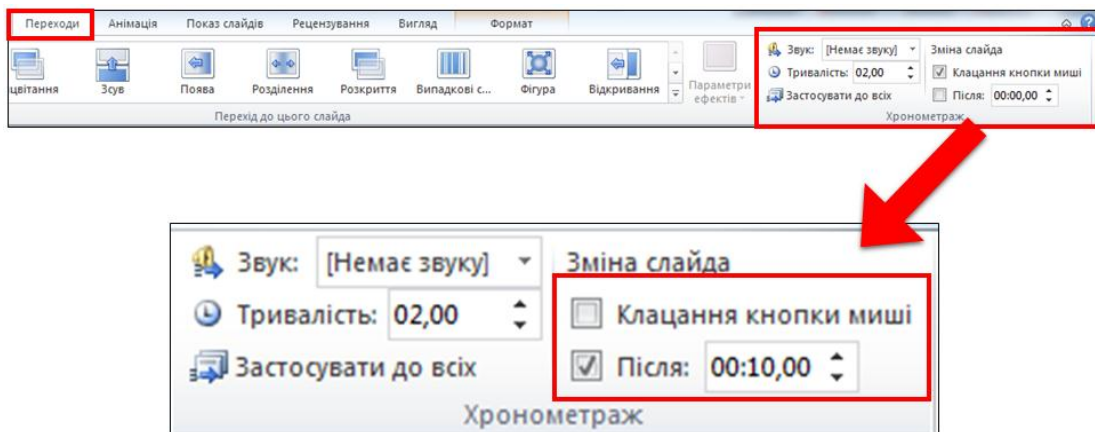 Переходи Анімація Показ слайдів Рецензування Вигляд Формат
Звук: [Немає звуку] Зміна слайда
Тривалість: 02,00 Клацання кнопки миші
Застосувати до всіх Після: 00:00,00
цвітання Зсув Поява Розділення Розкриття Випадкові с... Фігура Відкривання Параметри ефектів
Перехід до цього слайда Хронометраж
Звук: [Немає звуку] Зміна слайда
Тривалість: 02,00 Клацання кнопки миші
Застосувати до всіх Після: 00:10,00
Хронометраж